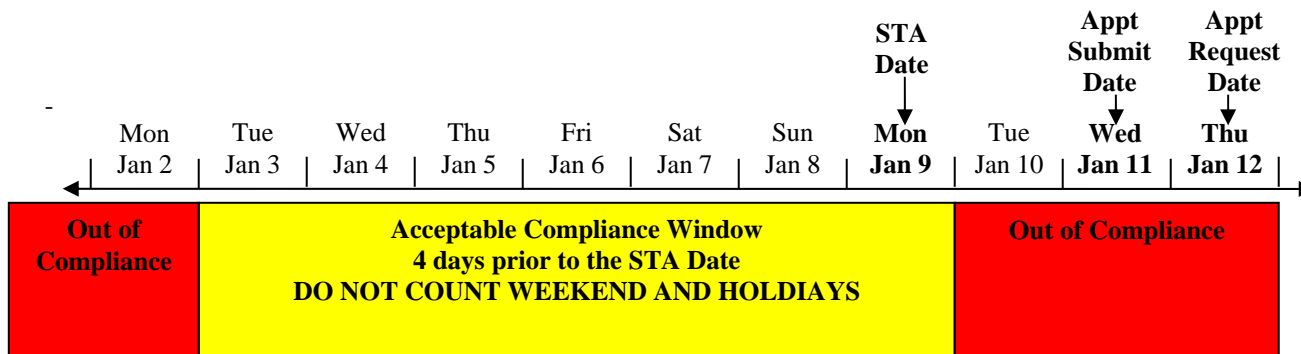 STA
Date
Appt
Submit
Date
Appt
Request
Date
-
Mon Tue Wed Thu Fri Sat Sun Mon Tue Wed Thu
Jan 2 Jan 3 Jan 4 Jan 5 Jan 6 Jan 7 Jan 8 Jan 9 Jan 10 Jan 11 Jan 12
Out of
Compliance
Acceptable Compliance Window
4 days prior to the STA Date
DO NOT COUNT WEEKEND AND HOLDIAYS
Out of Compliance